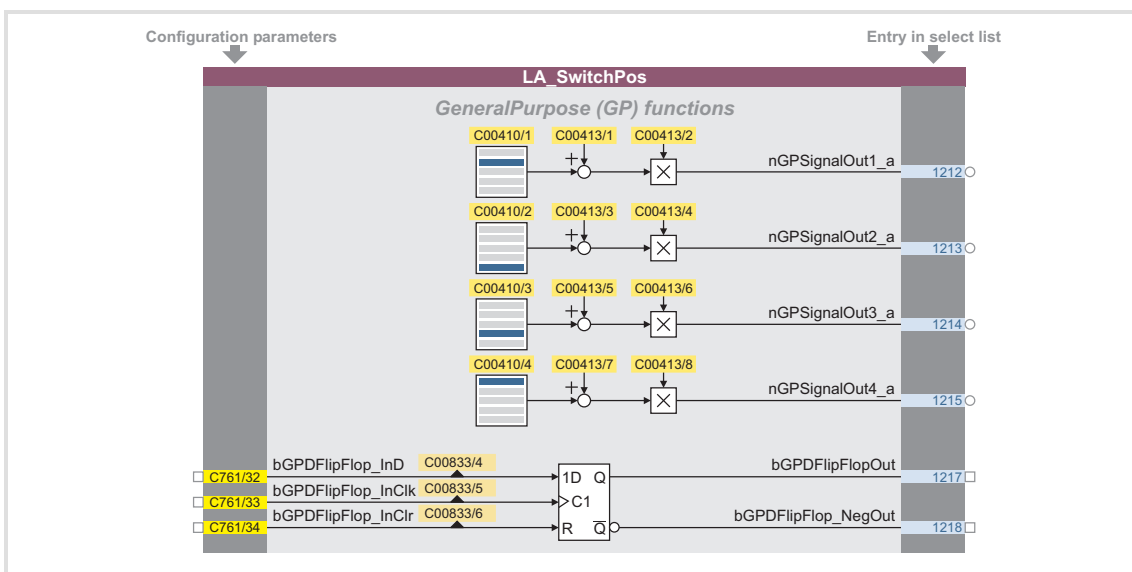 Configuration parameters
Entry in select list
LA_SwitchPos
GeneralPurpose (GP) functions
C00410/1 C00413/1 C00413/2
+
nGPSignalOut1_a
1212
C00410/2 C00413/3 C00413/4
+
nGPSignalOut2_a
1213
C00410/3 C00413/5 C00413/6
+
nGPSignalOut3_a
1214
C00410/4 C00413/7 C00413/8
+
nGPSignalOut4_a
1215
bGPDFlipFlop_InD C00833/4
bGPDFlipFlopOut
C761/32
1D Q
1217
bGPDFlipFlop_InClk C00833/5
C761/33
C1
bGPDFlipFlop_InClr C00833/6
bGPDFlipFlop_NegOut
C761/34
R Q̅
1218